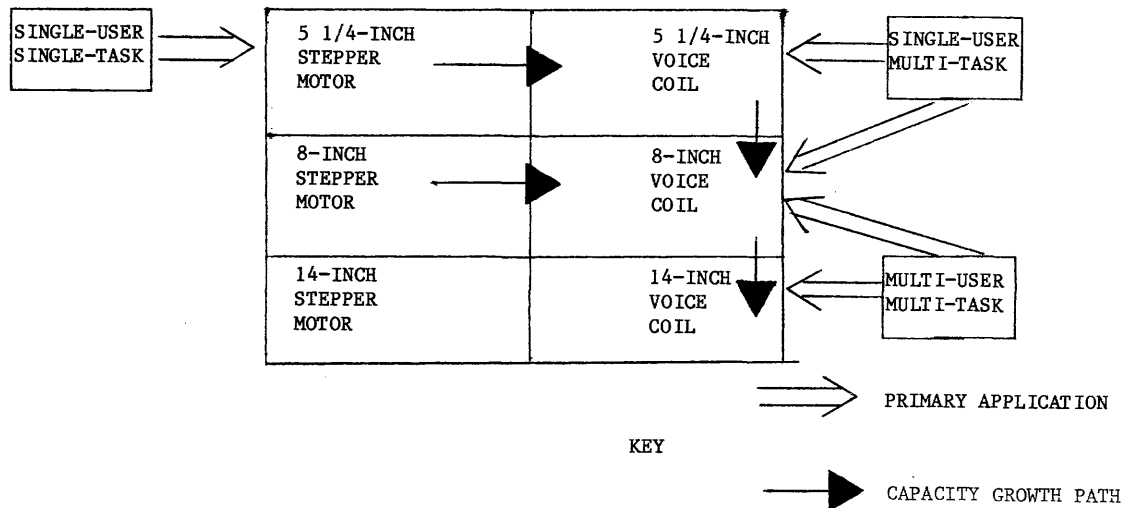 SINGLE-USER
SINGLE-TASK
5 1/4-INCH
STEPPER
MOTOR
5 1/4-INCH
VOICE
COIL
SINGLE-USER
MULTI-TASK
8-INCH
STEPPER
MOTOR
8-INCH
VOICE
COIL
14-INCH
STEPPER
MOTOR
14-INCH
VOICE
COIL
MULTI-USER
MULTI-TASK
PRIMARY APPLICATION
KEY
CAPACITY GROWTH PATH